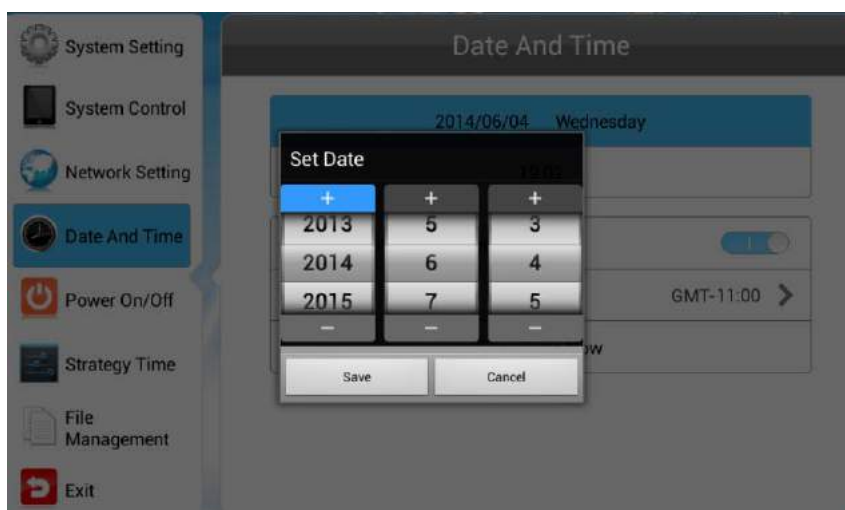 System Setting
System Control
Network Setting
Date And Time
Power On/Off
Strategy Time
File
Management
Exit
Date And Time
2014/06/04 Wednesday
Set Date
+ + +
2013 5 3
2014 6 4
2015 7 5
- - -
Save Cancel
GMT-11:00